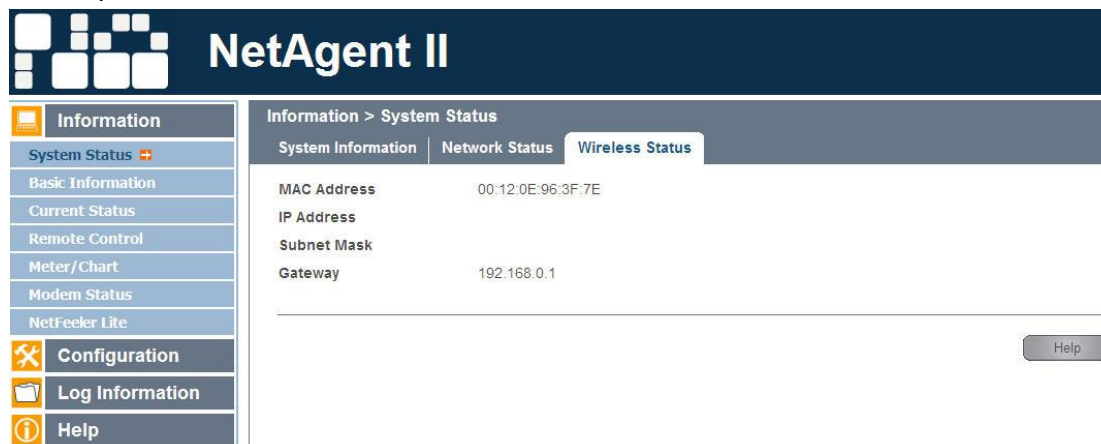 NetAgent II
Information
System Status
Basic Information
Current Status
Remote Control
Meter/Chart
Modem Status
NetFeeler Lite
Configuration
Log Information
Help
Information > System Status
System Information Network Status Wireless Status
MAC Address 00:12:0E:96:3F:7E
IP Address
Subnet Mask
Gateway 192.168.0.1
Help